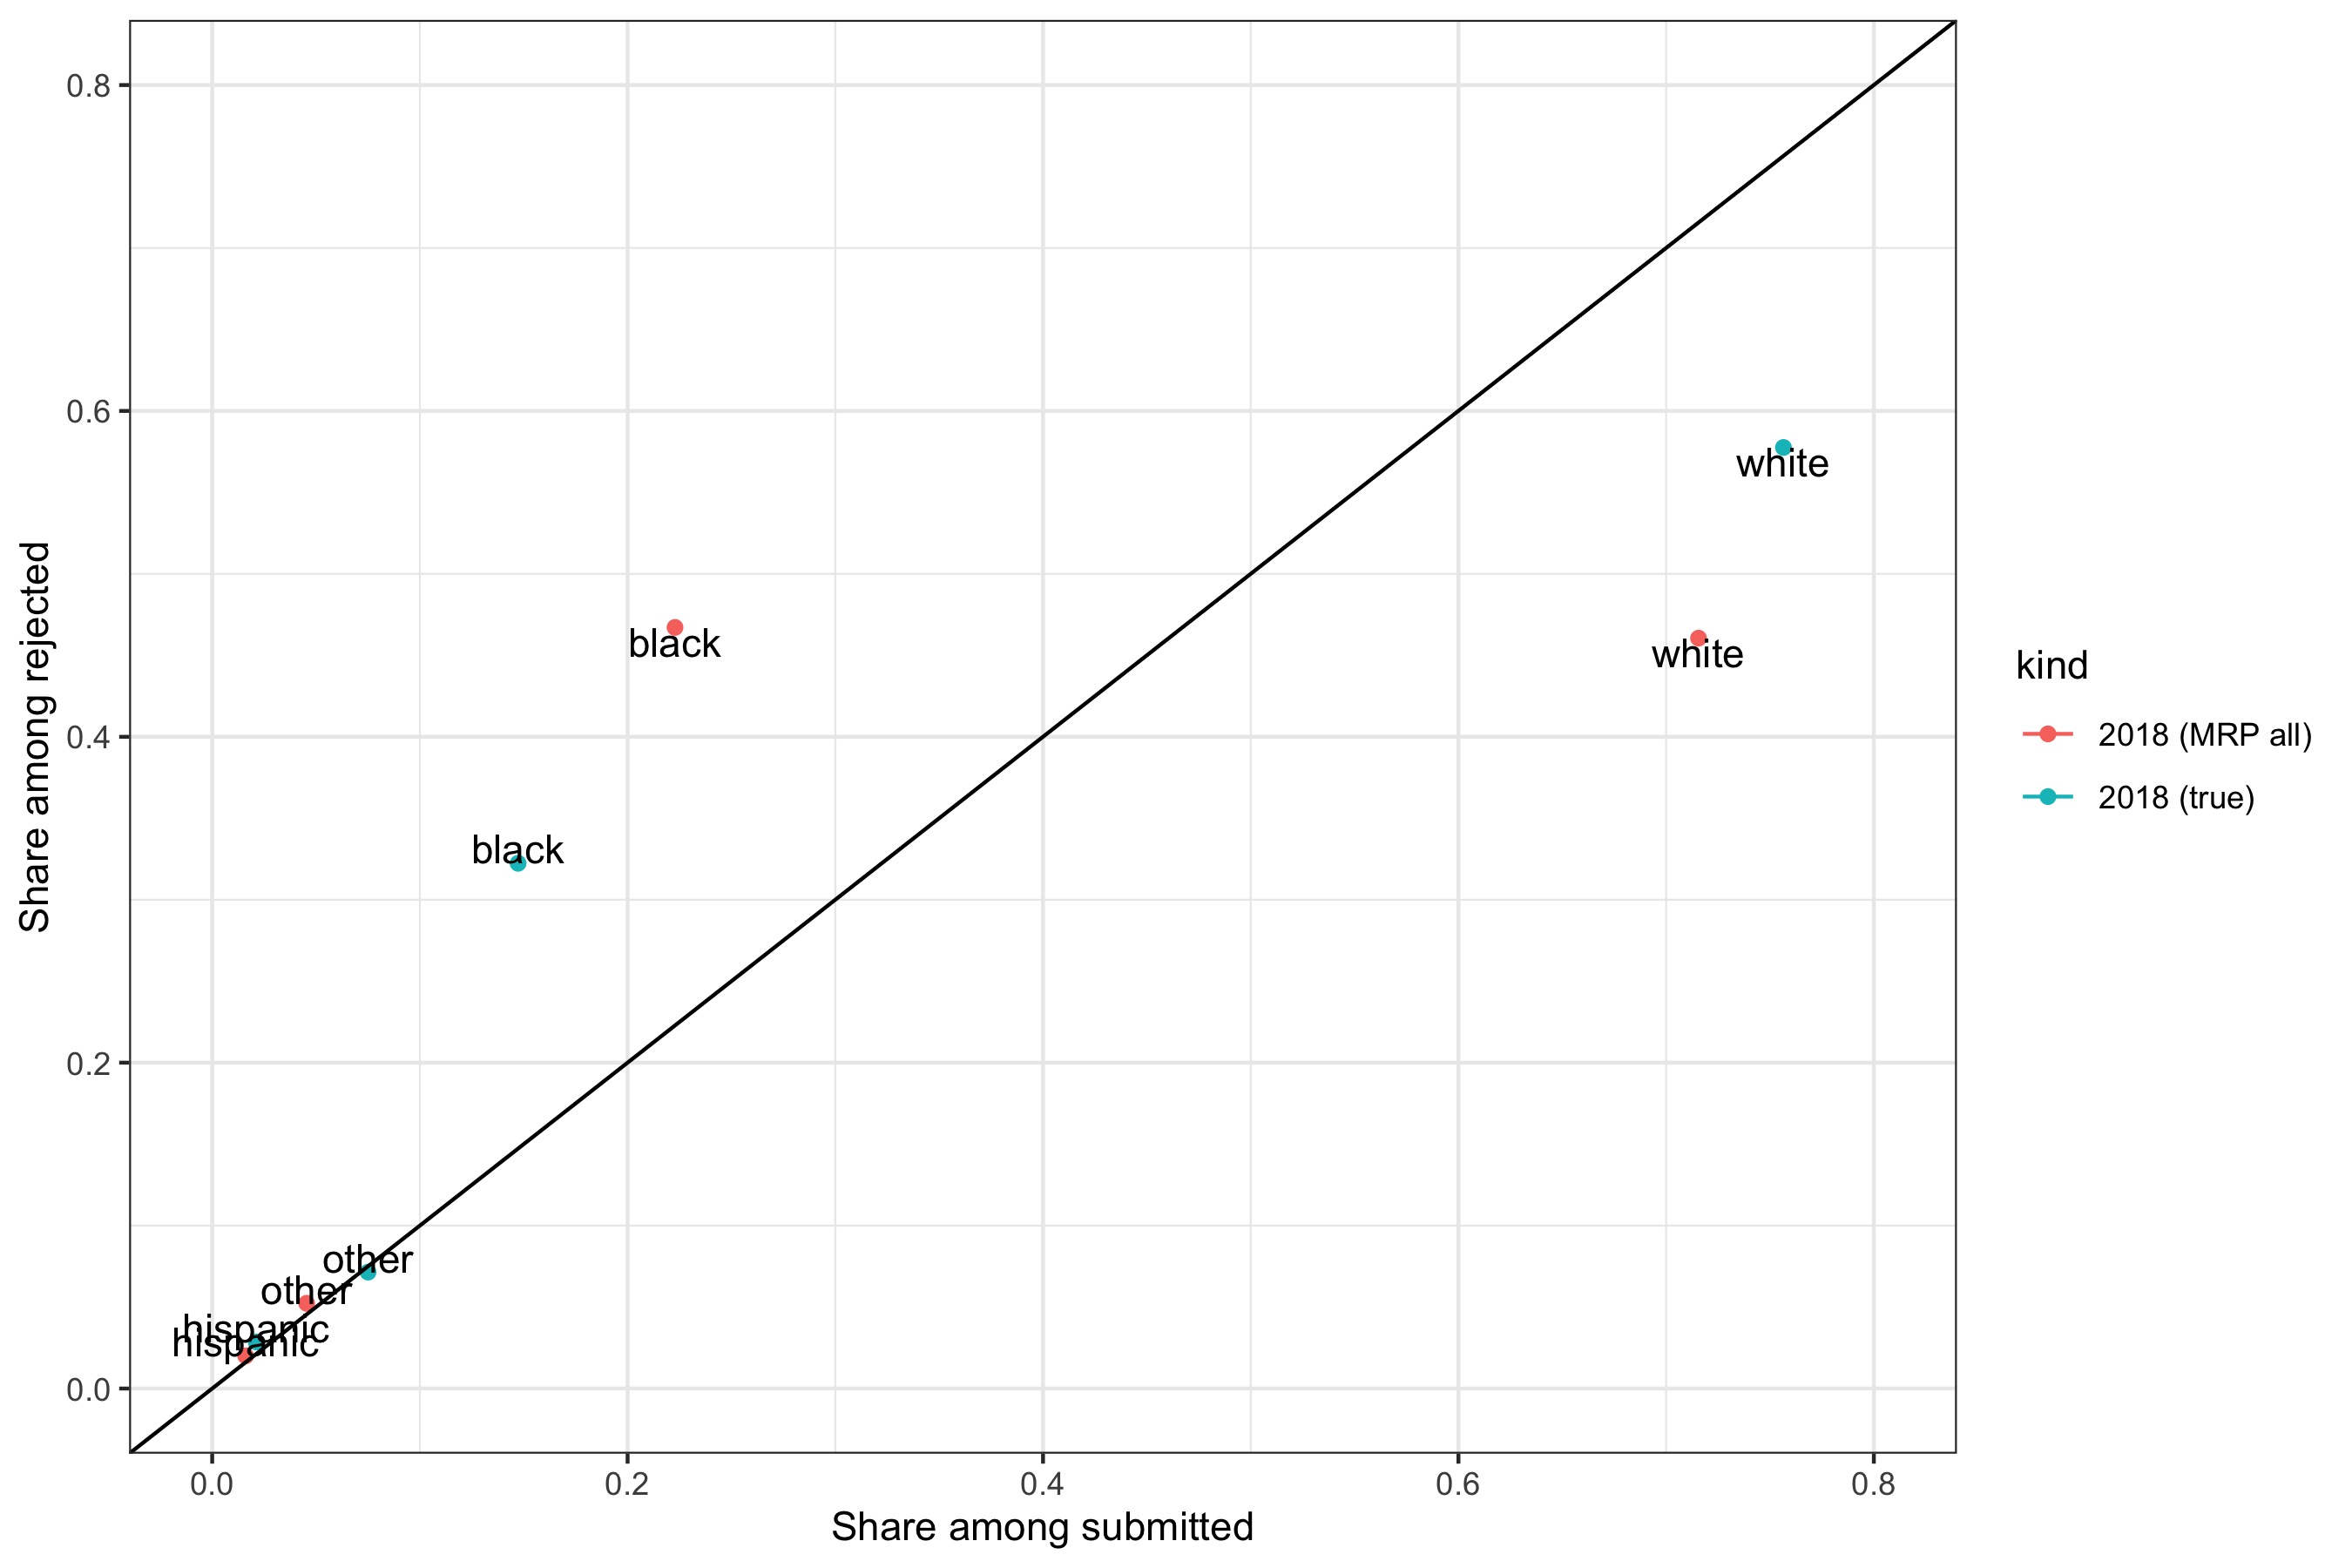 0.8
0.6
0.4
0.2
0.0
Share among rejected
white
black
white
black
other
other
hispanic
hispanic
0.0
0.2
0.4
0.6
0.8
Share among submitted
kind
2018 (MRP all)
2018 (true)